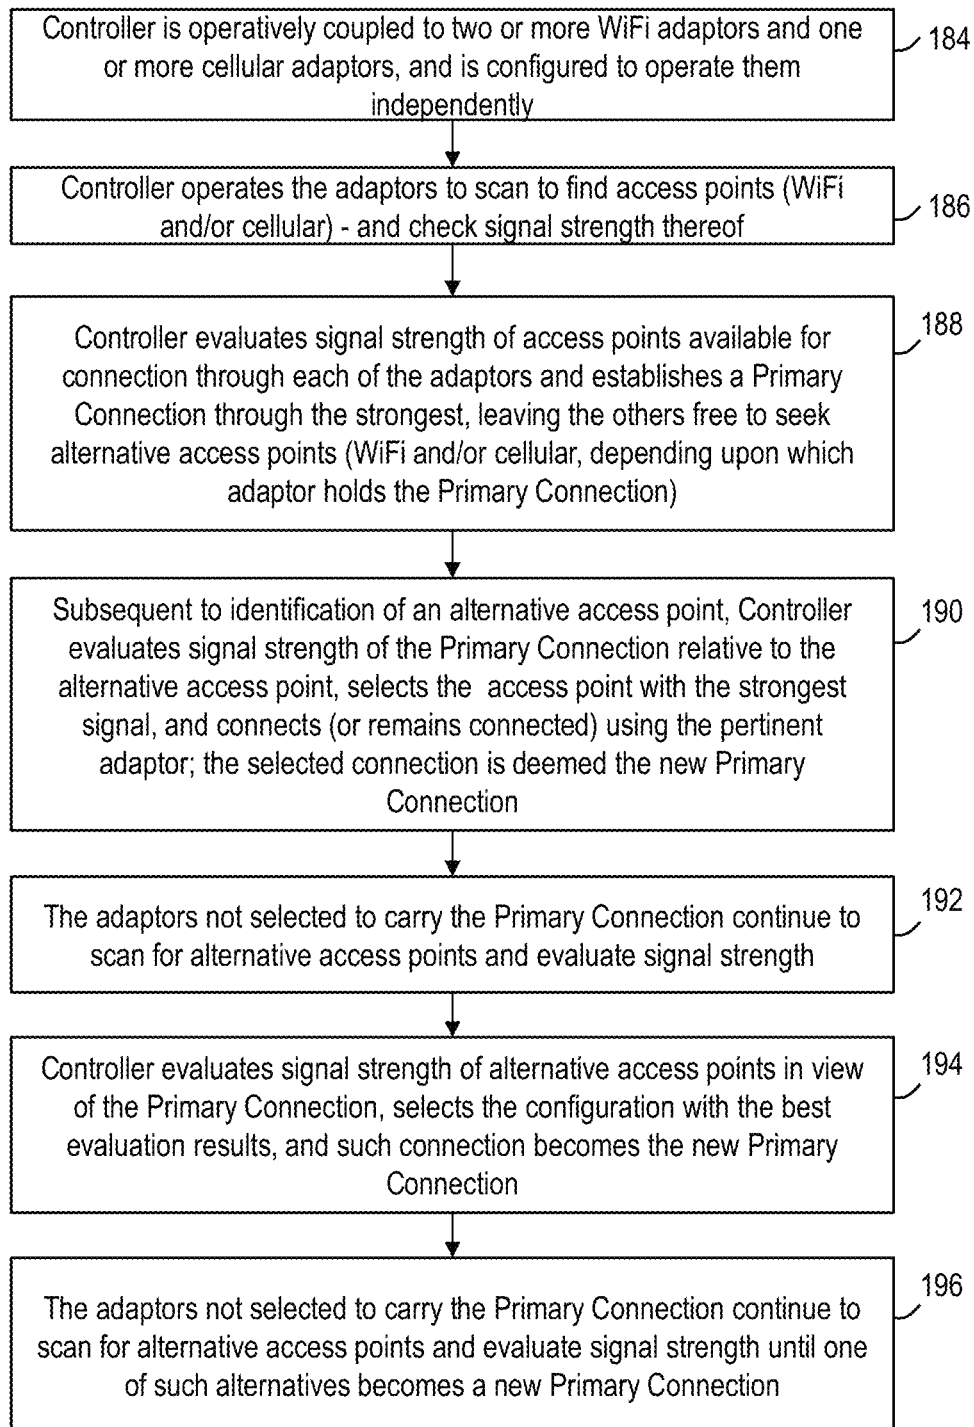 Controller is operatively coupled to two or more WiFi adaptors and one
or more cellular adaptors, and is configured to operate them
independently
184
Controller operates the adaptors to scan to find access points (WiFi
and/or cellular) - and check signal strength thereof
186
Controller evaluates signal strength of access points available for
connection through each of the adaptors and establishes a Primary
Connection through the strongest, leaving the others free to seek
alternative access points (WiFi and/or cellular, depending upon which
adaptor holds the Primary Connection)
188
Subsequent to identification of an alternative access point, Controller
evaluates signal strength of the Primary Connection relative to the
alternative access point, selects the access point with the strongest
signal, and connects (or remains connected) using the pertinent
adaptor; the selected connection is deemed the new Primary
Connection
190
The adaptors not selected to carry the Primary Connection continue to
scan for alternative access points and evaluate signal strength
192
Controller evaluates signal strength of alternative access points in view
of the Primary Connection, selects the configuration with the best
evaluation results, and such connection becomes the new Primary
Connection
194
The adaptors not selected to carry the Primary Connection continue to
scan for alternative access points and evaluate signal strength until one
of such alternatives becomes a new Primary Connection
196